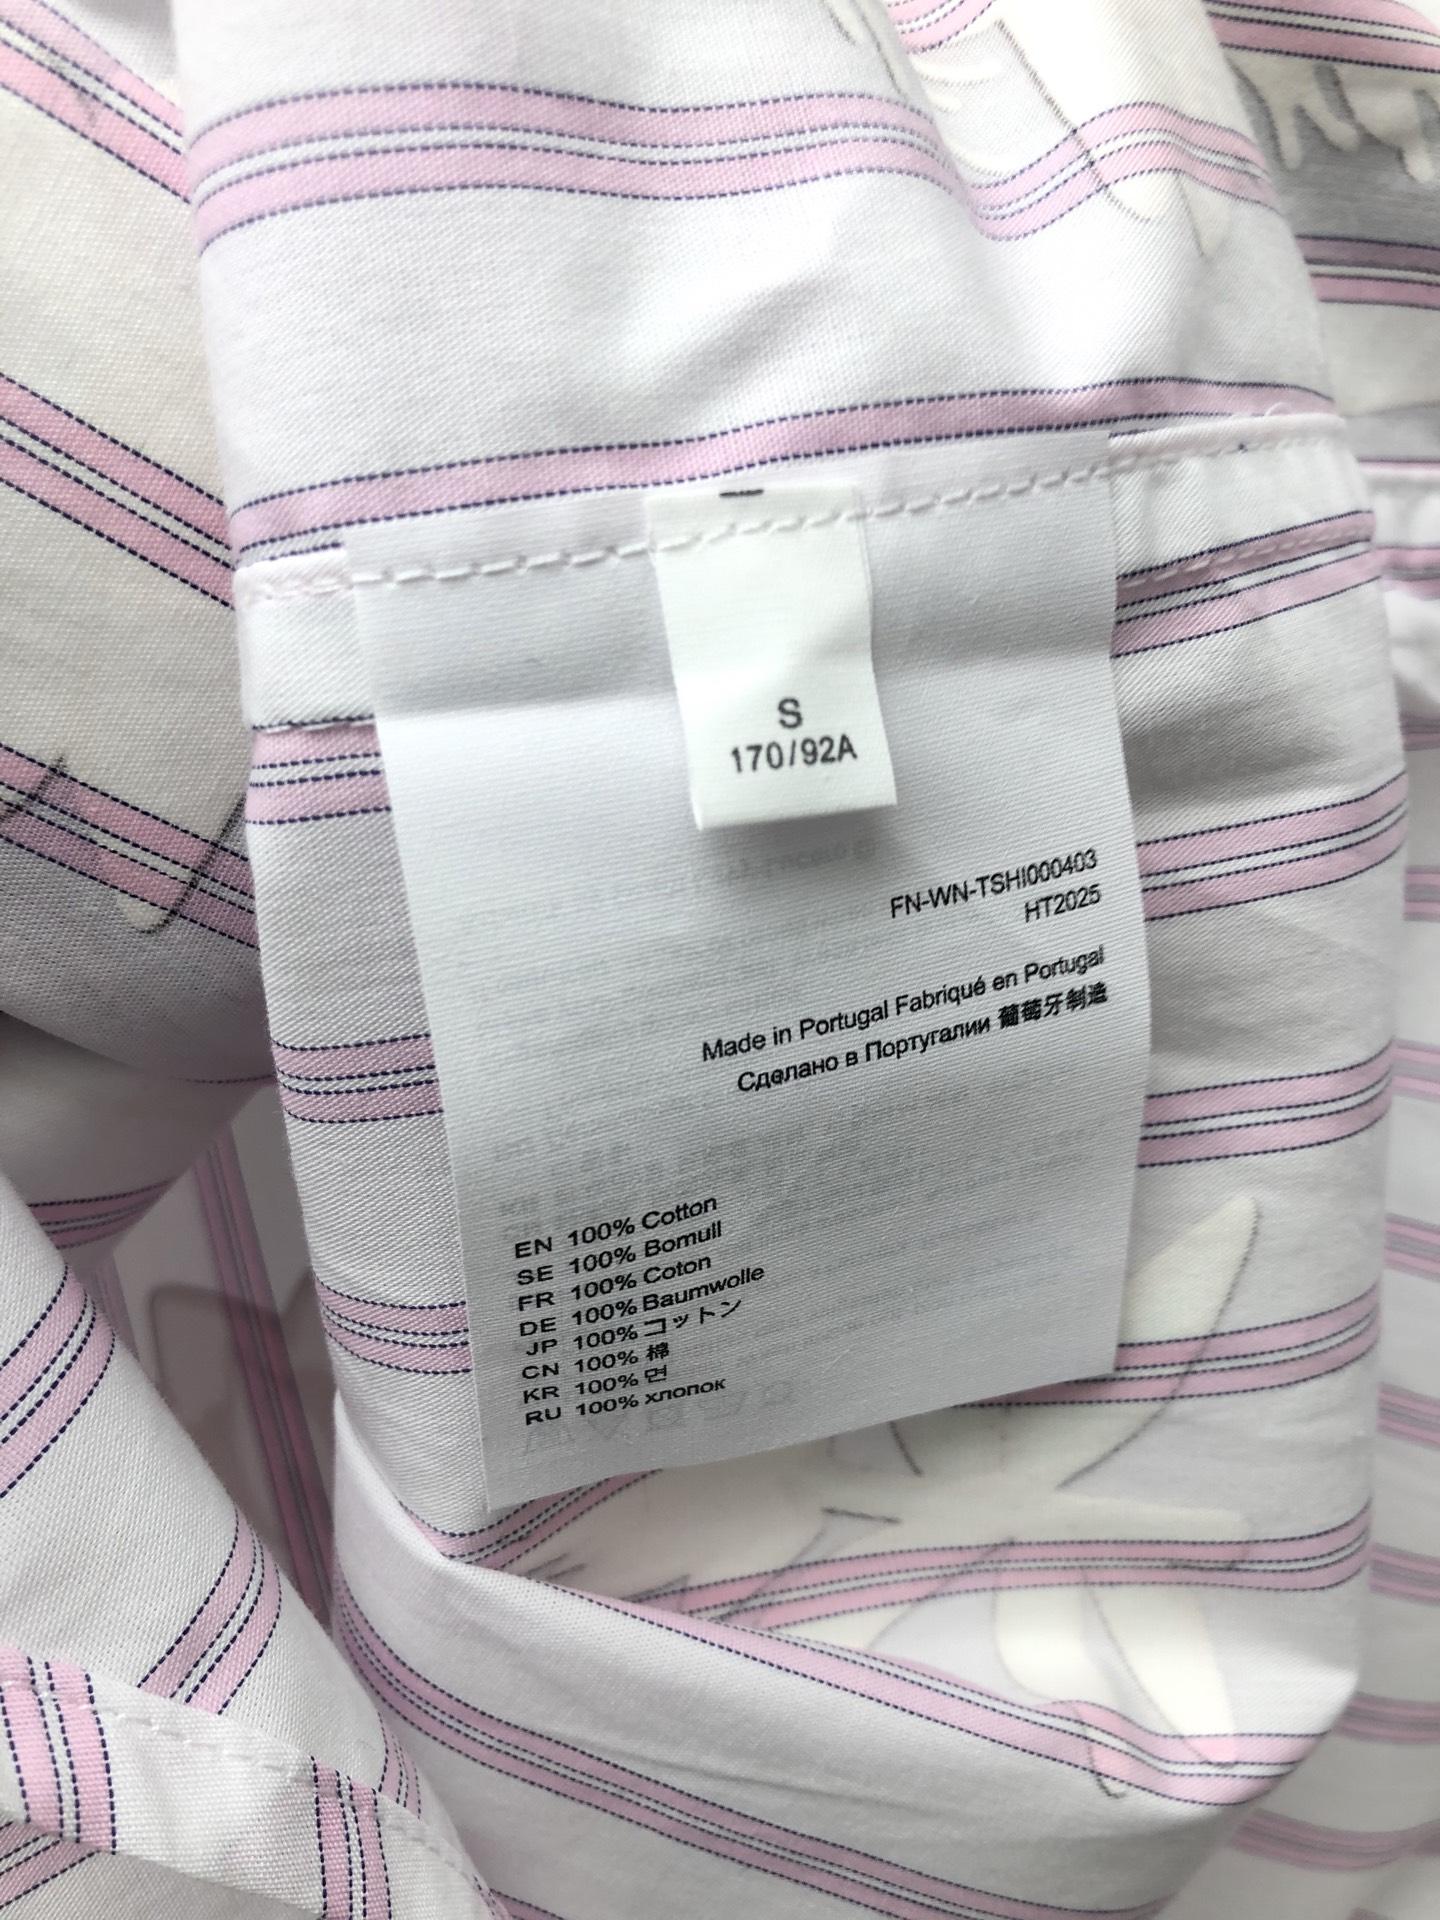 S
170/92A
FN-WN-TSHI000403
HT2025
Made in Portugal Fabriqué en Portugal
Сделано в Португалии 葡萄牙制造
EN 100% Cotton
SE 100% Bomull
FR 100% Coton
DE 100% Baumwolle
JP 100% コットン
CN 100% 棉
KR 100% 면
RU 100% хлопок